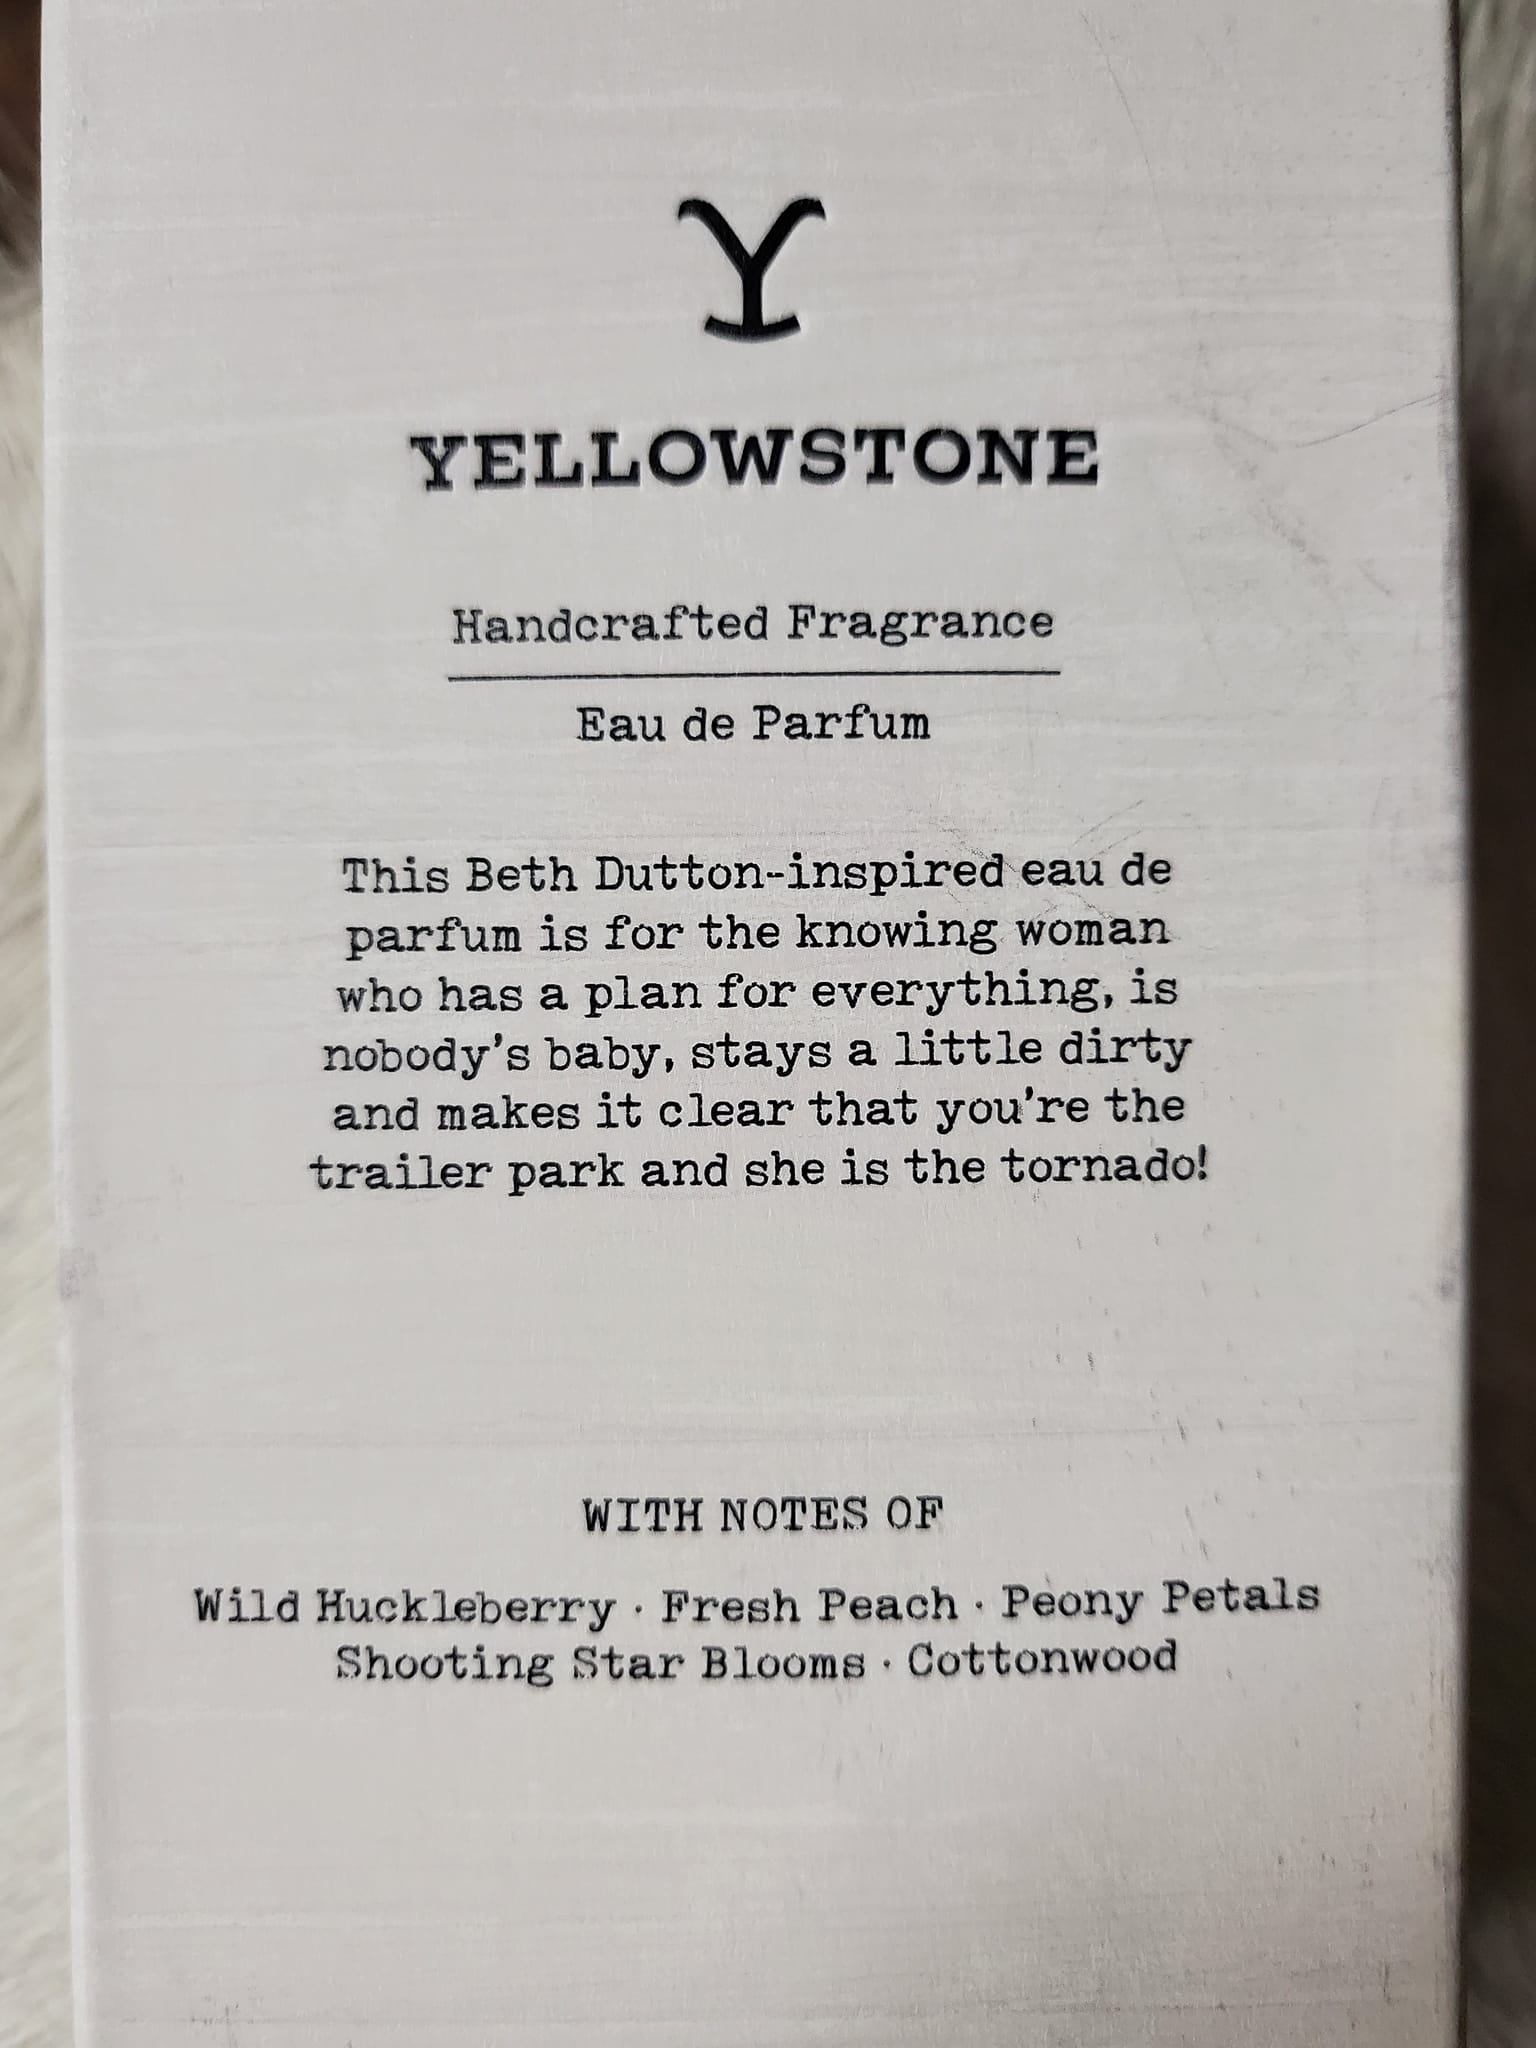 Y
YELLOWSTONE
Handcrafted Fragrance
Eau de Parfum
This Beth Dutton-inspired eau de
parfum is for the knowing woman
who has a plan for everything, is
nobody's baby, stays a little dirty
and makes it clear that you're the
trailer park and she is the tornado!
WITH NOTES OF
Wild Huckleberry · Fresh Peach · Peony Petals
Shooting Star Blooms · Cottonwood